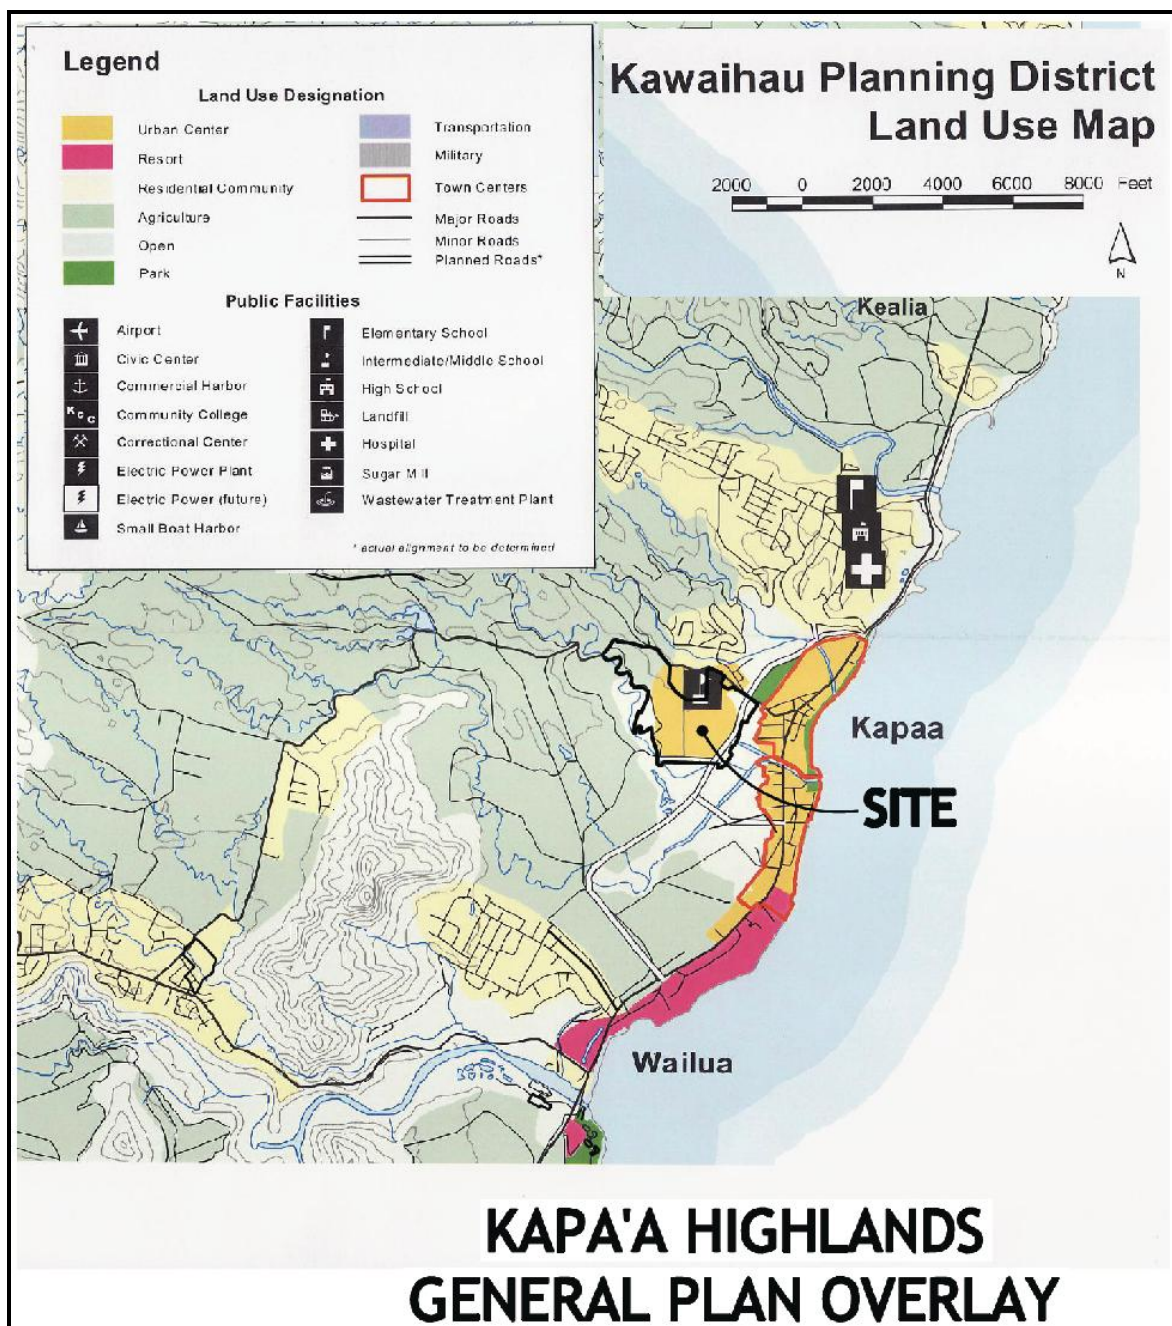 Legend
Land Use Designation
Urban Center
Resort
Residential Community
Agriculture
Open
Park
Transportation
Military
Town Centers
Major Roads
Minor Roads
Planned Roads*
Public Facilities
Airport
Civic Center
Commercial Harbor
KCC Community College
Correctional Center
Electric Power Plant
Electric Power (future)
Small Boat Harbor
Elementary School
Intermediate/Middle School
High School
Landfill
Hospital
Sugar Mill
Wastewater Treatment Plant
* actual alignment to be determined
Kawaihau Planning District
Land Use Map
2000 0 2000 4000 6000 8000 Feet
N
Kealia
Kapaa
SITE
Wailua
KAPA'A HIGHLANDS
GENERAL PLAN OVERLAY